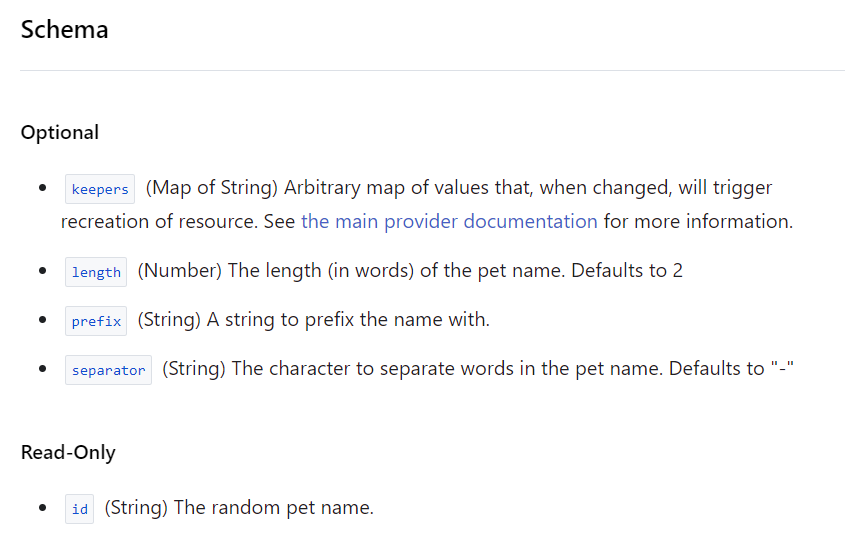 Schema
Optional
keepers (Map of String) Arbitrary map of values that, when changed, will trigger
recreation of resource. See the main provider documentation for more information.
length (Number) The length (in words) of the pet name. Defaults to 2
prefix (String) A string to prefix the name with.
separator (String) The character to separate words in the pet name. Defaults to "-"
Read-Only
id (String) The random pet name.